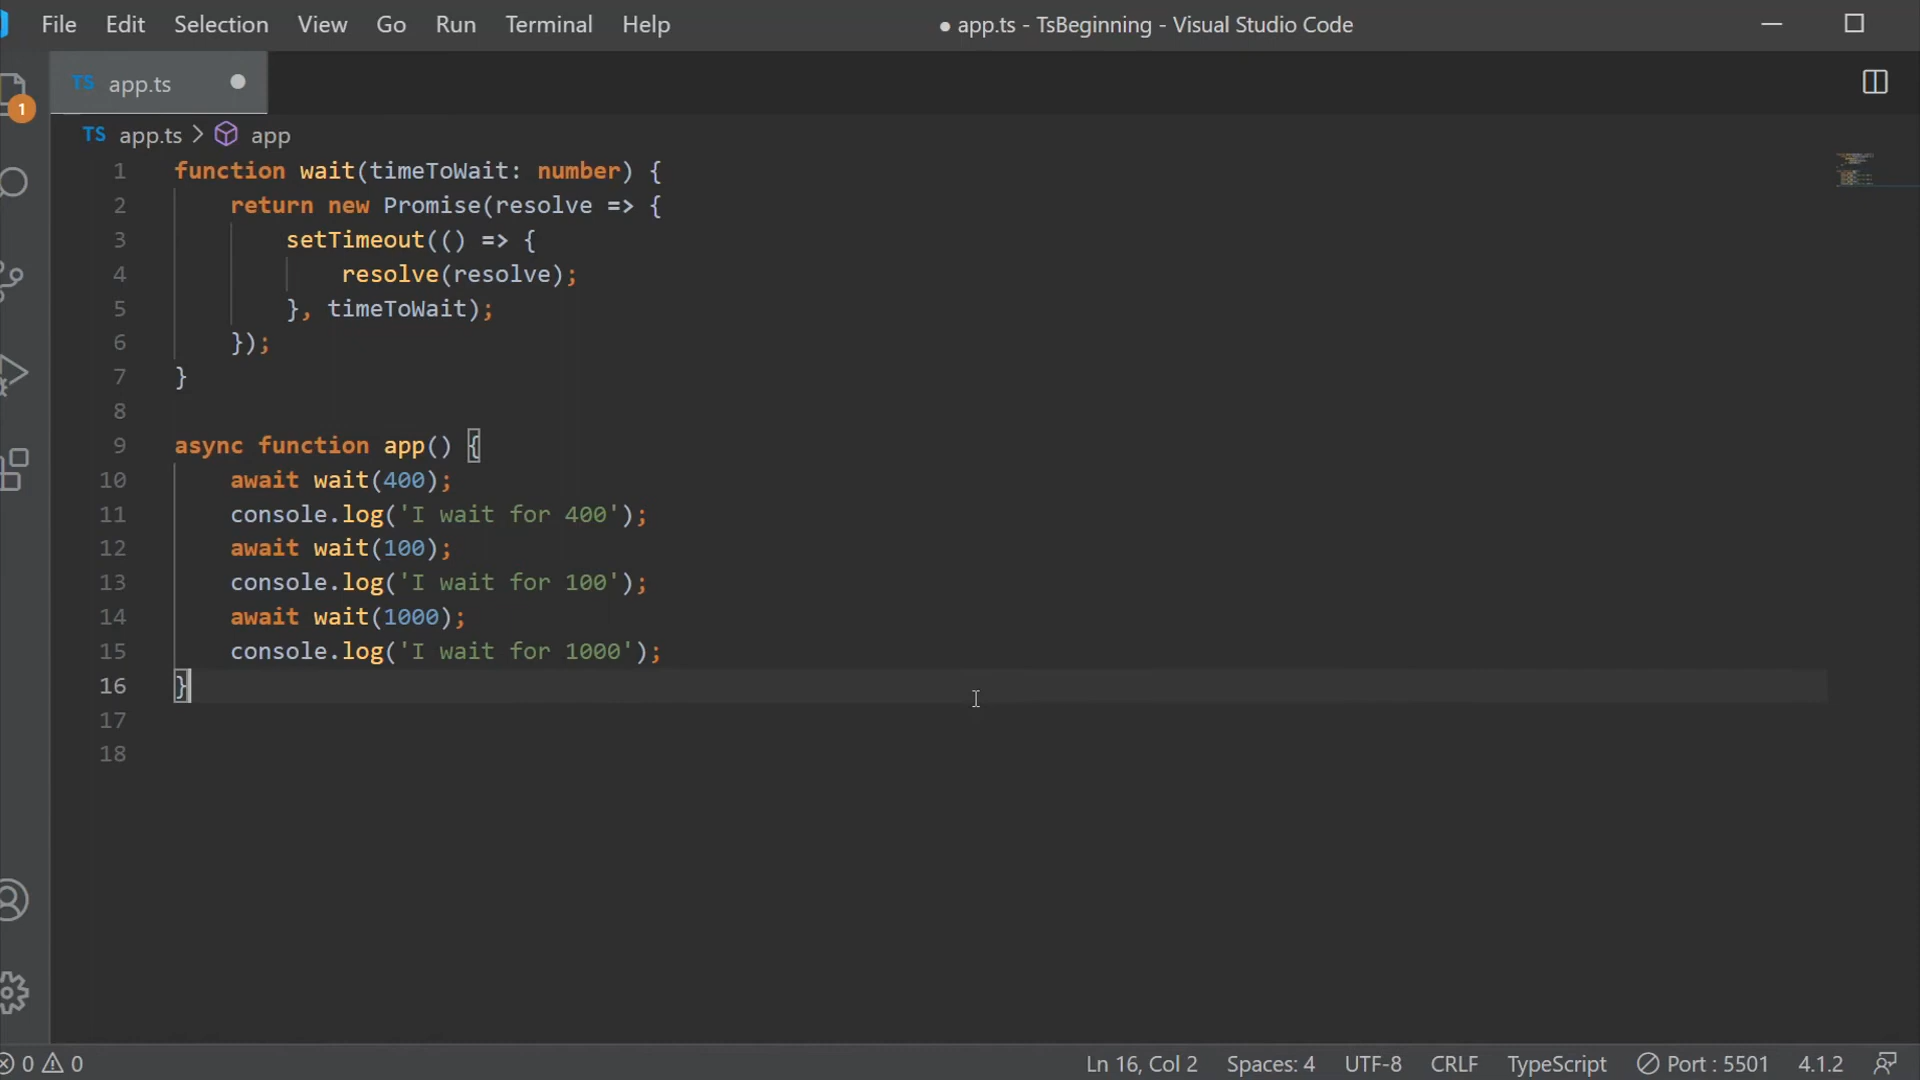 File Edit Selection View Go Run Terminal Help ● app.ts - TsBeginning - Visual Studio Code
TS app.ts
1
TS app.ts > app
1 function wait(timeToWait: number) {
2 return new Promise(resolve => {
3 setTimeout(() => {
4 resolve(resolve);
5 }, timeToWait);
6 });
7 }
8
9 async function app() {
10 await wait(400);
11 console.log('I wait for 400');
12 await wait(100);
13 console.log('I wait for 100');
14 await wait(1000);
15 console.log('I wait for 1000');
16 }
17
18
0 0 Ln 16, Col 2 Spaces: 4 UTF-8 CRLF TypeScript Port : 5501 4.1.2